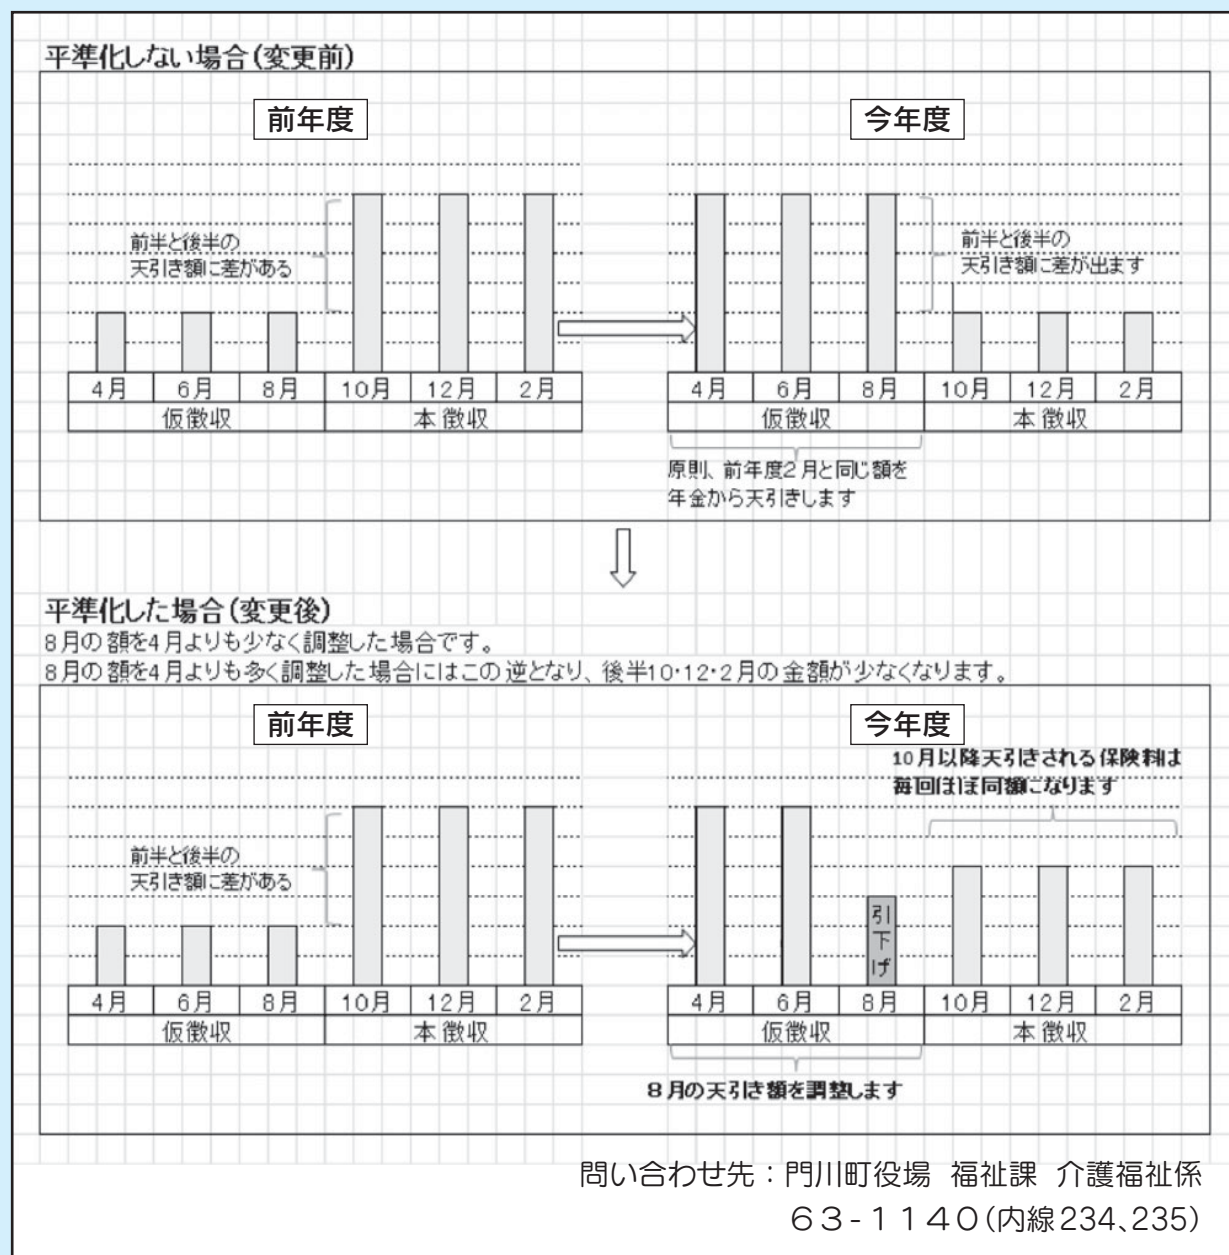 平準化しない場合(変更前)
前年度
今年度
前半と後半の
天引き額に差がある
前半と後半の
天引き額に差が出ます
4月 6月 8月 10月 12月 2月
仮徴収 本徴収
4月 6月 8月 10月 12月 2月
仮徴収 本徴収
原則、前年度2月と同じ額を
年金から天引きします
平準化した場合(変更後)
8月の額を4月よりも少なく調整した場合です。
8月の額を4月よりも多く調整した場合にはこの逆となり、後半10・12・2月の金額が少なくなります。
前年度
今年度
10月以降天引きされる保険料は
毎回ほぼ同額になります
前半と後半の
天引き額に差がある
引下げ
4月 6月 8月 10月 12月 2月
仮徴収 本徴収
4月 6月 8月 10月 12月 2月
仮徴収 本徴収
8月の天引き額を調整します
問い合わせ先：門川町役場 福祉課 介護福祉係
63-1140(内線234、235)